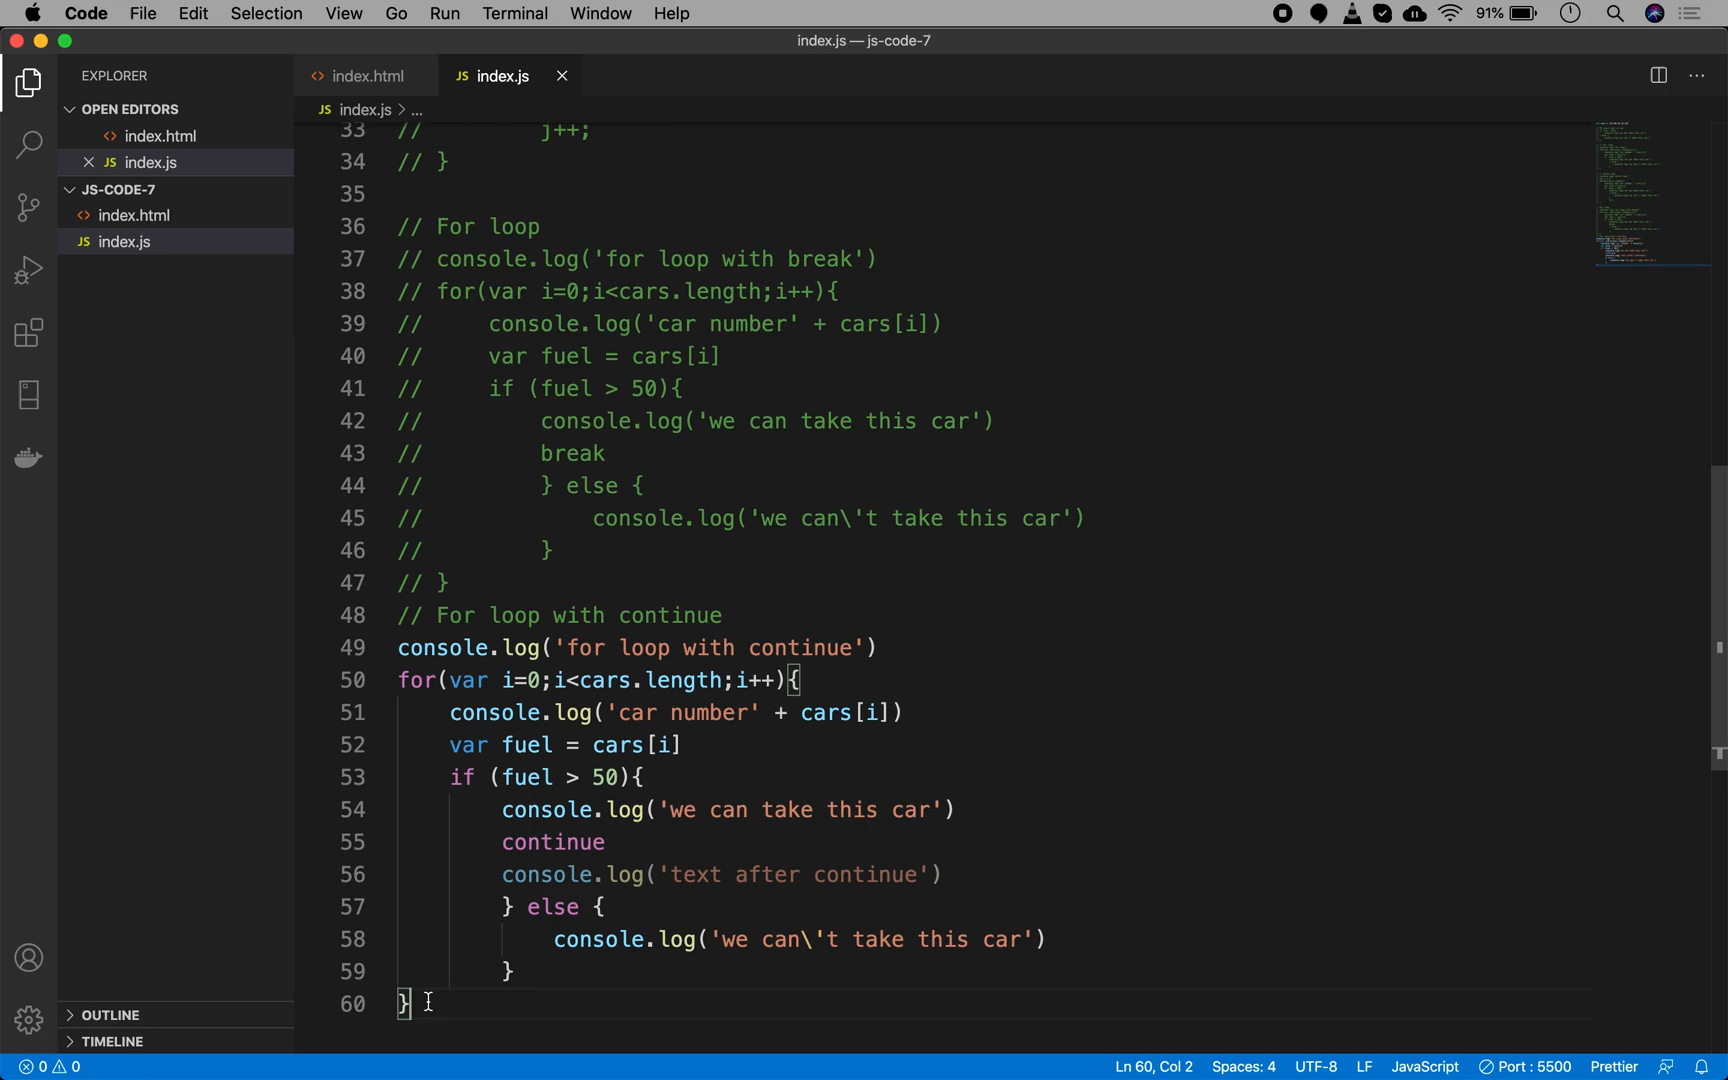 Code File Edit Selection View Go Run Terminal Window Help 91%
index.js — js-code-7
EXPLORER
OPEN EDITORS
<> index.html
JS index.js
JS-CODE-7
<> index.html
JS index.js
OUTLINE
TIMELINE
<> index.html JS index.js
JS index.js > ...
33 //         j++;
34 // }
35
36 // For loop
37 // console.log('for loop with break')
38 // for(var i=0;i<cars.length;i++){
39 //     console.log('car number' + cars[i])
40 //     var fuel = cars[i]
41 //     if (fuel > 50){
42 //         console.log('we can take this car')
43 //         break
44 //         } else {
45 //             console.log('we can\'t take this car')
46 //         }
47 // }
48 // For loop with continue
49 console.log('for loop with continue')
50 for(var i=0;i<cars.length;i++){
51     console.log('car number' + cars[i])
52     var fuel = cars[i]
53     if (fuel > 50){
54         console.log('we can take this car')
55         continue
56         console.log('text after continue')
57         } else {
58             console.log('we can\'t take this car')
59         }
60 }
0 0 Ln 60, Col 2 Spaces: 4 UTF-8 LF JavaScript Port : 5500 Prettier